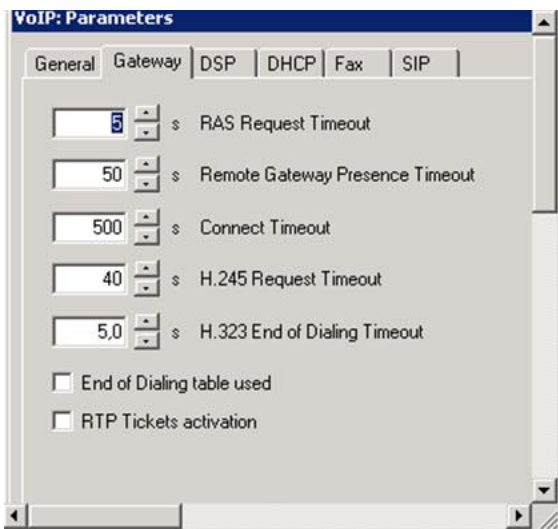 VoIP: Parameters
General Gateway DSP DHCP Fax SIP
5 s RAS Request Timeout
50 s Remote Gateway Presence Timeout
500 s Connect Timeout
40 s H.245 Request Timeout
5,0 s H.323 End of Dialing Timeout
End of Dialing table used
RTP Tickets activation